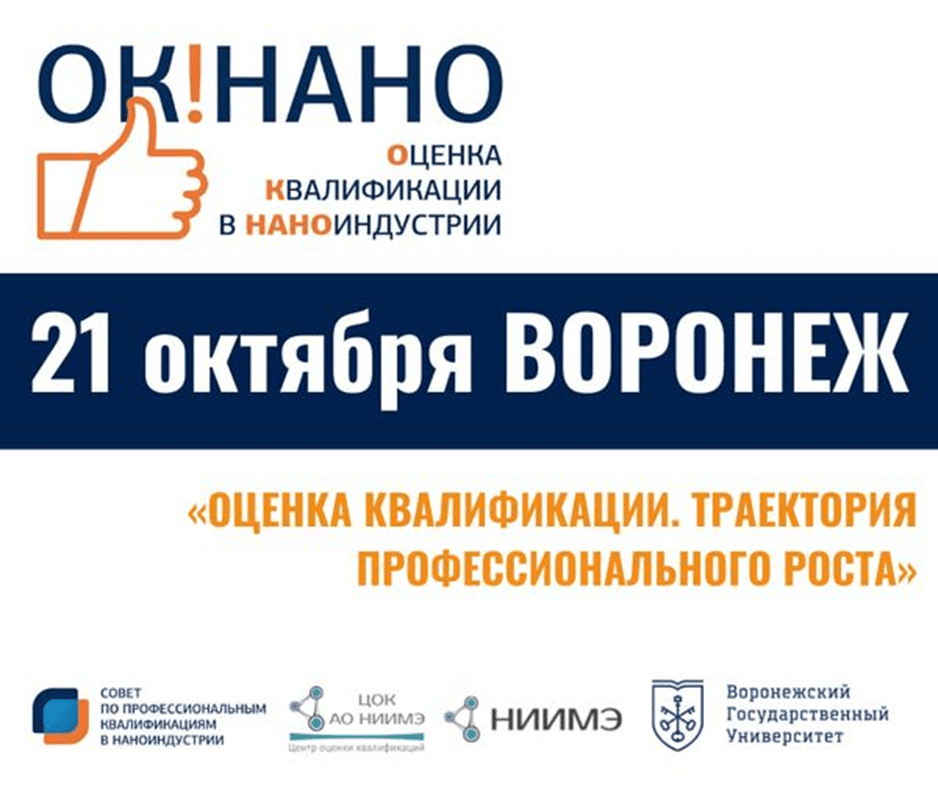 ОК!НАНО
ОЦЕНКА
КВАЛИФИКАЦИИ
В НАНОИНДУСТРИИ
21 октября ВОРОНЕЖ
«ОЦЕНКА КВАЛИФИКАЦИИ. ТРАЕКТОРИЯ
ПРОФЕССИОНАЛЬНОГО РОСТА»
СОВЕТ
ПО ПРОФЕССИОНАЛЬНЫМ
КВАЛИФИКАЦИЯМ
В НАНОИНДУСТРИИ
ЦОК
АО НИИМЭ
Центр оценки квалификаций
НИИМЭ
Воронежский
Государственный
Университет